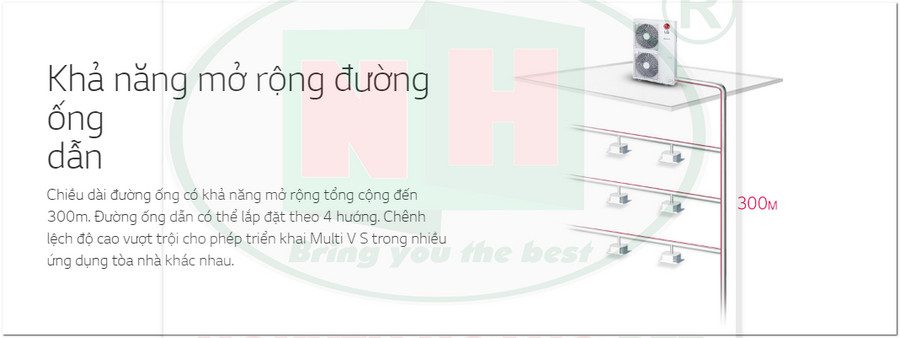 Khả năng mở rộng đường
ống
dẫn
Chiều dài đường ống có khả năng mở rộng tổng cộng đến
300m. Đường ống dẫn có thể lắp đặt theo 4 hướng. Chênh
lệch độ cao vượt trội cho phép triển khai Multi V S trong nhiều
ứng dụng tòa nhà khác nhau.
300M
LG
NH
®
Bring you the best